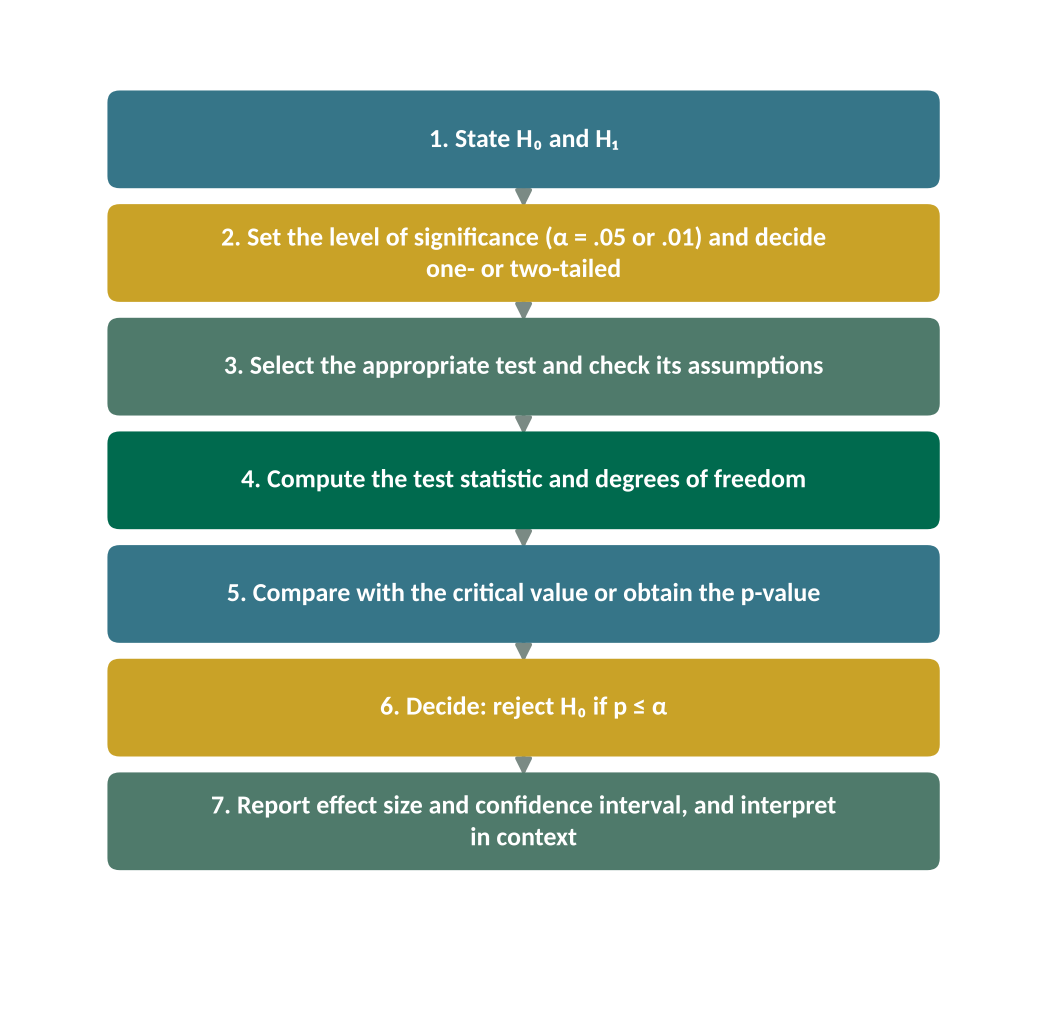 1. State H₀ and H₁
2. Set the level of significance (α = .05 or .01) and decide
one- or two-tailed
3. Select the appropriate test and check its assumptions
4. Compute the test statistic and degrees of freedom
5. Compare with the critical value or obtain the p-value
6. Decide: reject H₀ if p ≤ α
7. Report effect size and confidence interval, and interpret
in context